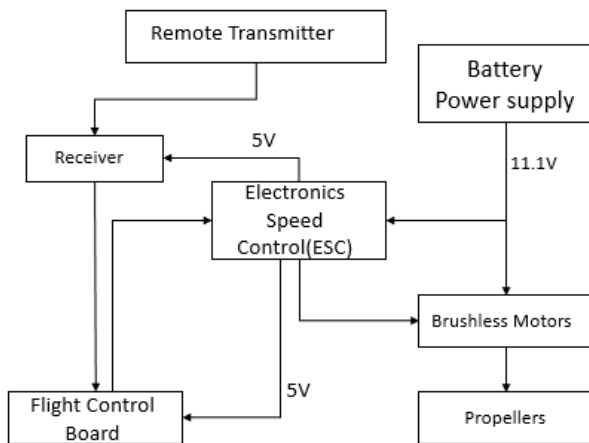 Remote Transmitter
Battery
Power supply
Receiver
5V
11.1V
Electronics
Speed
Control(ESC)
Brushless Motors
5V
Flight Control
Board
Propellers